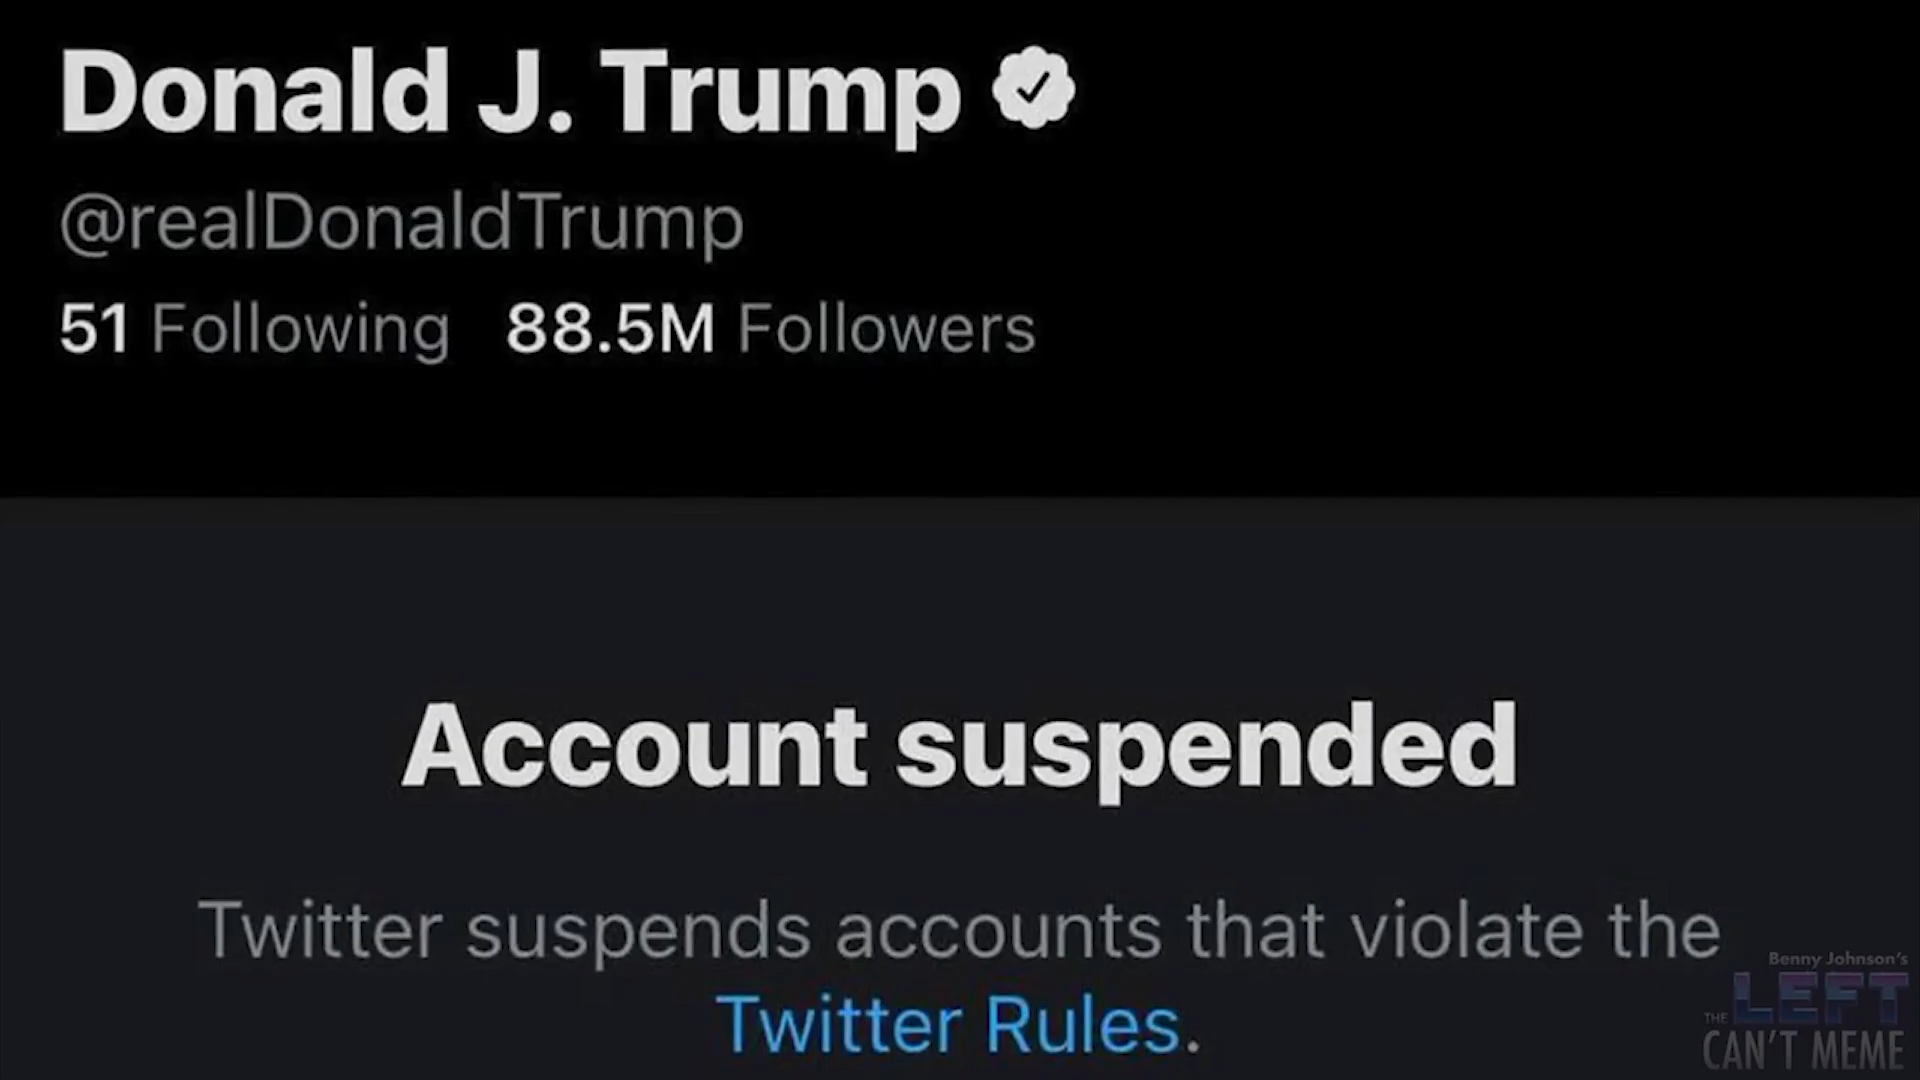 Donald J. Trump
@realDonaldTrump
51 Following 88.5M Followers
Account suspended
Twitter suspends accounts that violate the
Twitter Rules.
Benny Johnson's
THE LEFT
CAN'T MEME